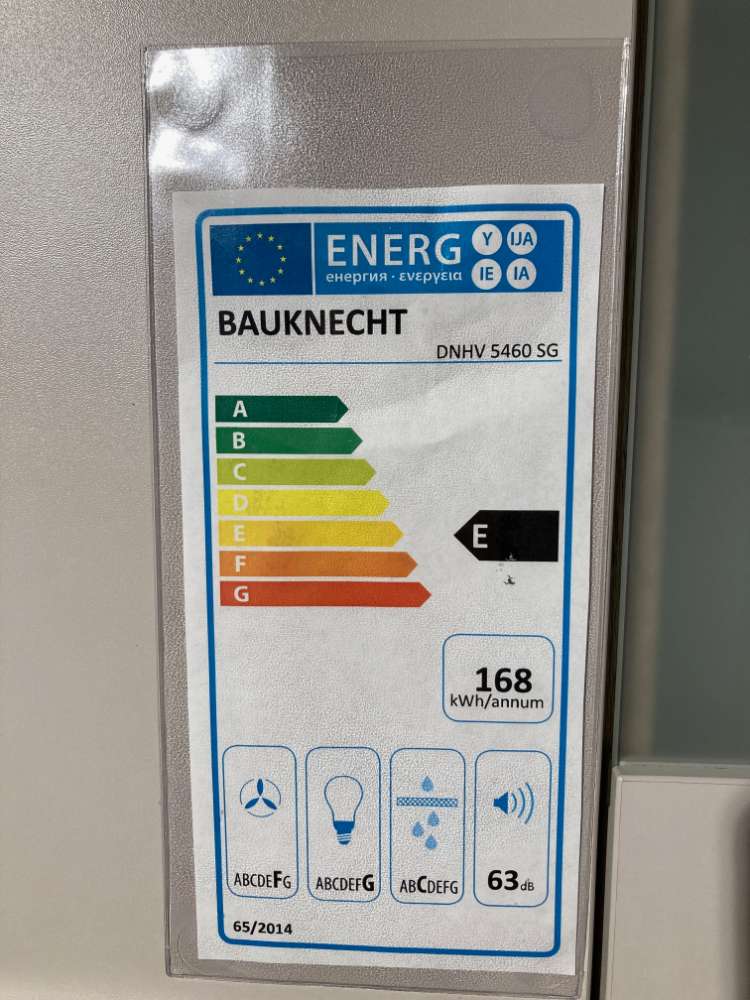 ENERG Y IJA
енергия · ενεργεια IE IA
BAUKNECHT
DNHV 5460 SG
A
B
C
D
E
F
G
E
168
kWh/annum
ABCDEFG
ABCDEFG
ABCDEFG
63dB
65/2014